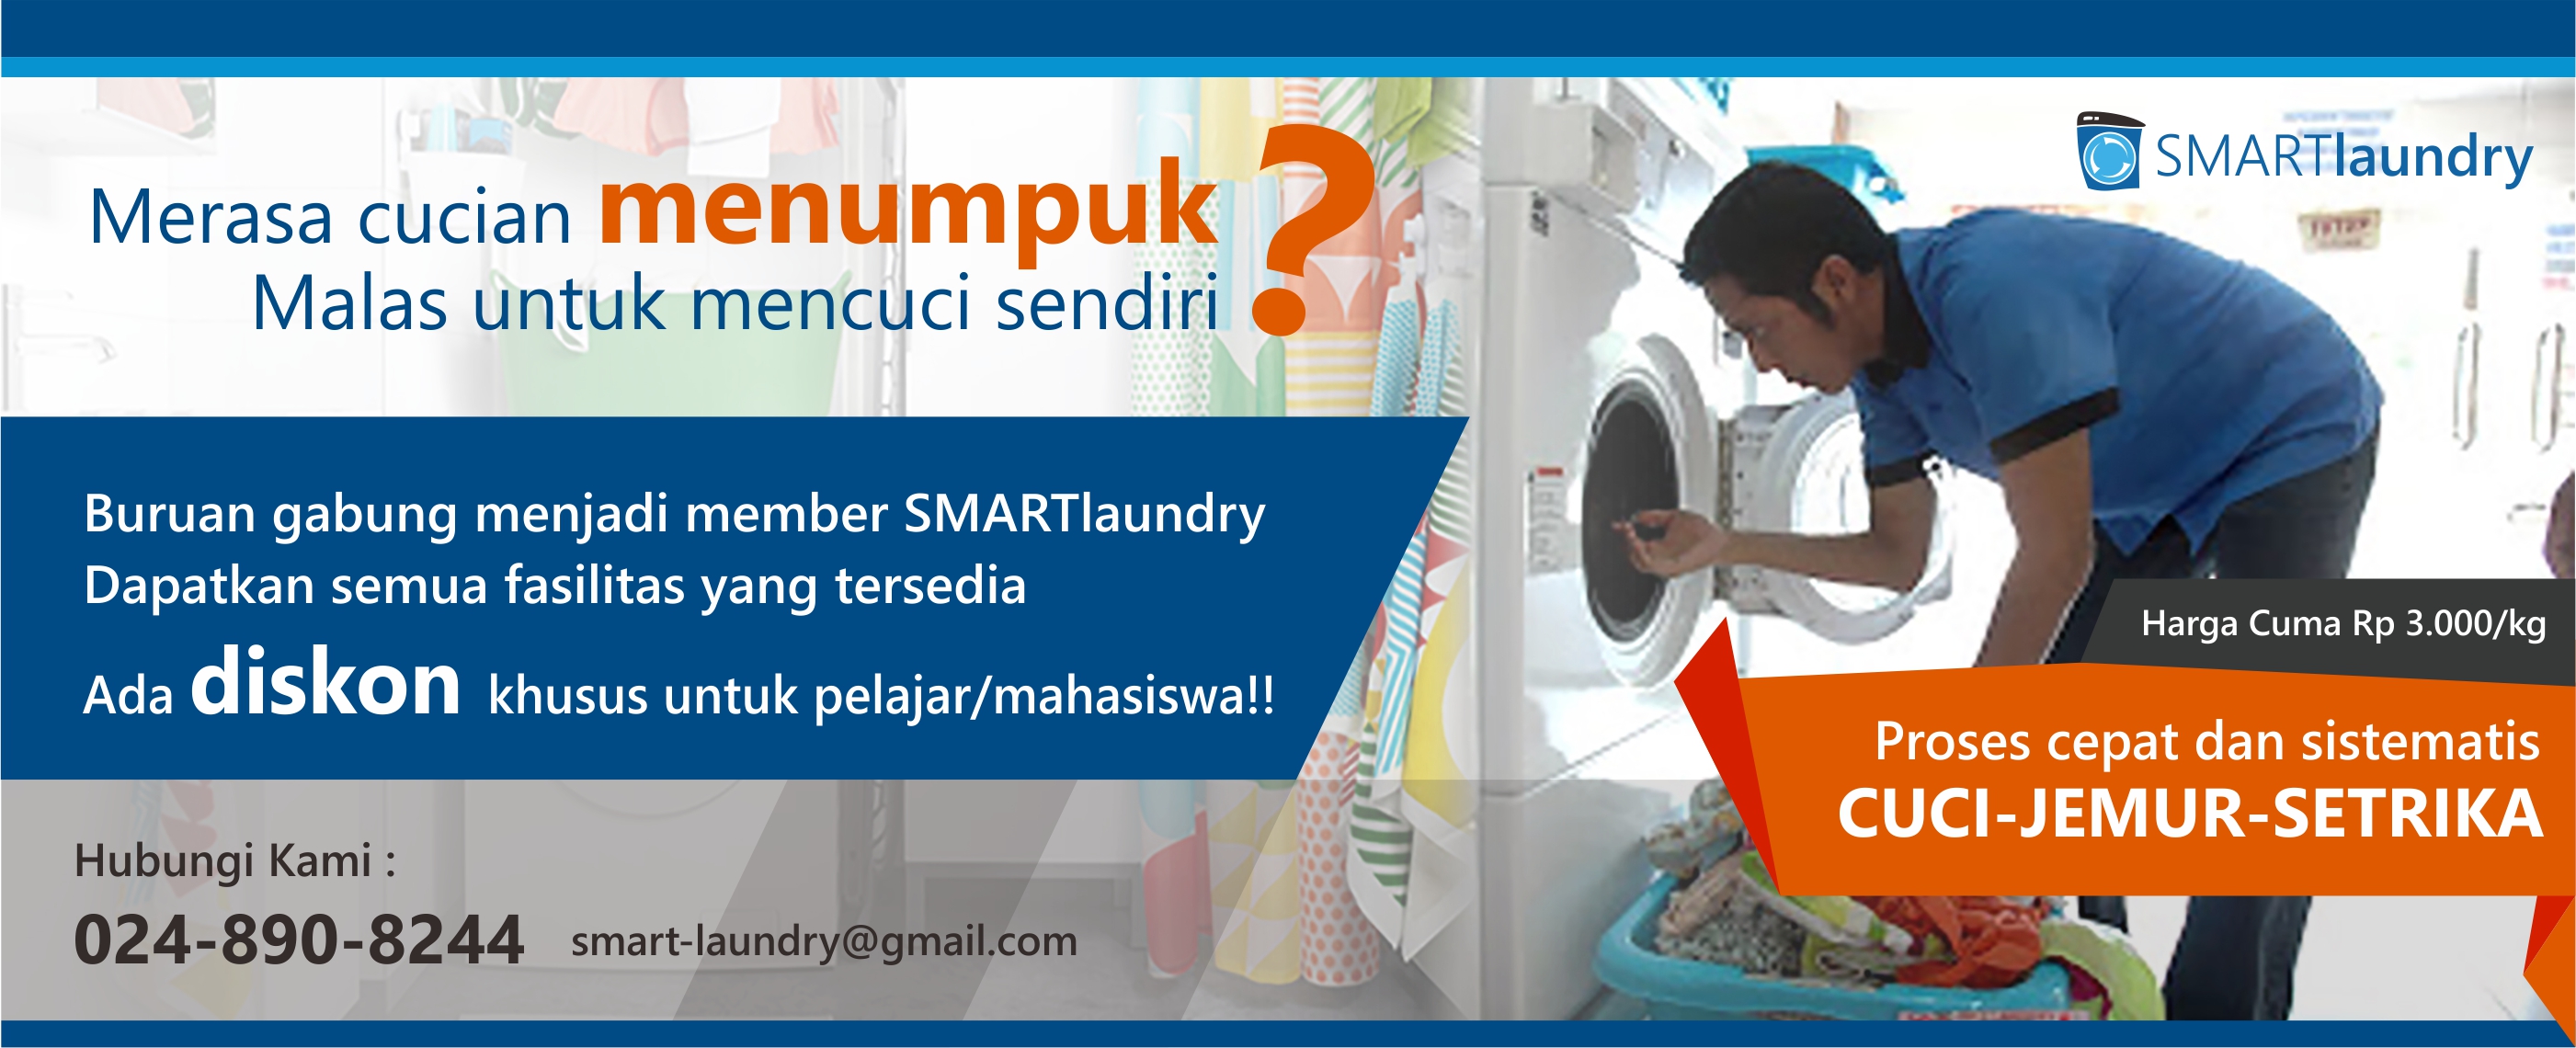 SMARTlaundry
Merasa cucian menumpuk
Malas untuk mencuci sendiri ?
Buruan gabung menjadi member SMARTlaundry
Dapatkan semua fasilitas yang tersedia
Ada diskon khusus untuk pelajar/mahasiswa!!
Harga Cuma Rp 3.000/kg
Proses cepat dan sistematis
CUCI-JEMUR-SETRIKA
Hubungi Kami :
024-890-8244 smart-laundry@gmail.com